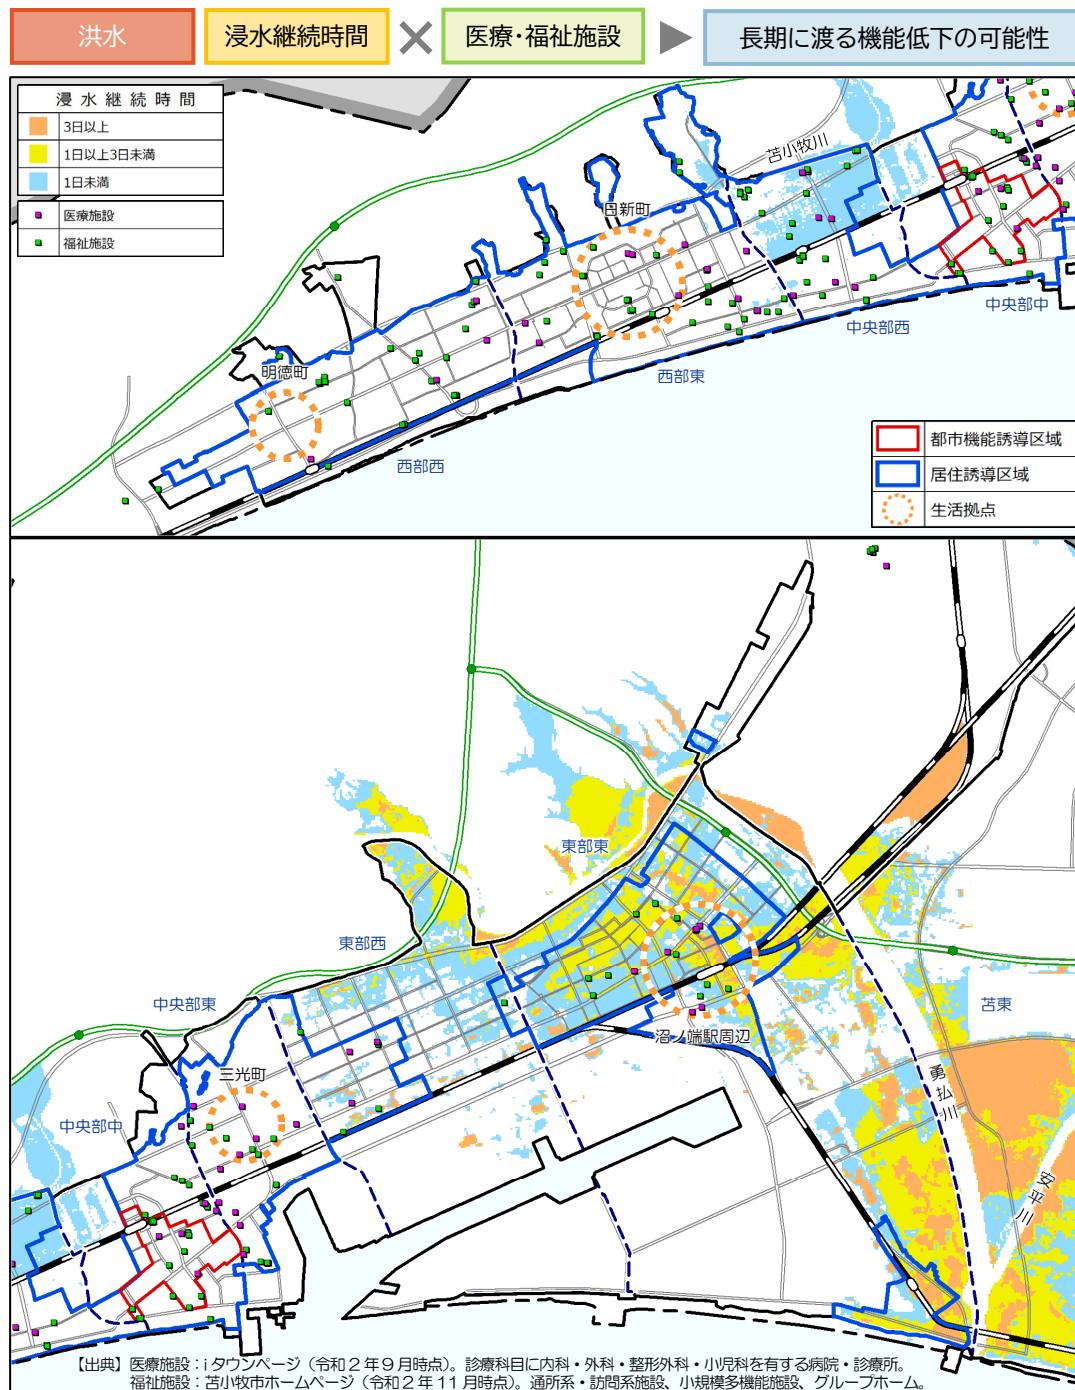 洪水 浸水継続時間 × 医療・福祉施設 長期に渡る機能低下の可能性
浸水継続時間
3日以上
1日以上3日未満
1日未満
医療施設
福祉施設
苫小牧川
日新町
中央部中
中央部西
西部東
明徳町
西部西
都市機能誘導区域
居住誘導区域
生活拠点
東部東
東部西
中央部東
苫東
沼ノ端駅周辺
三光町
勇払川
中央部中
安平川
【出典】医療施設：iタウンページ（令和２年９月時点）。診療科目に内科・外科・整形外科・小児科を有する病院・診療所。
福祉施設：苫小牧市ホームページ（令和２年11月時点）。通所系・訪問系施設、小規模多機能施設、グループホーム。